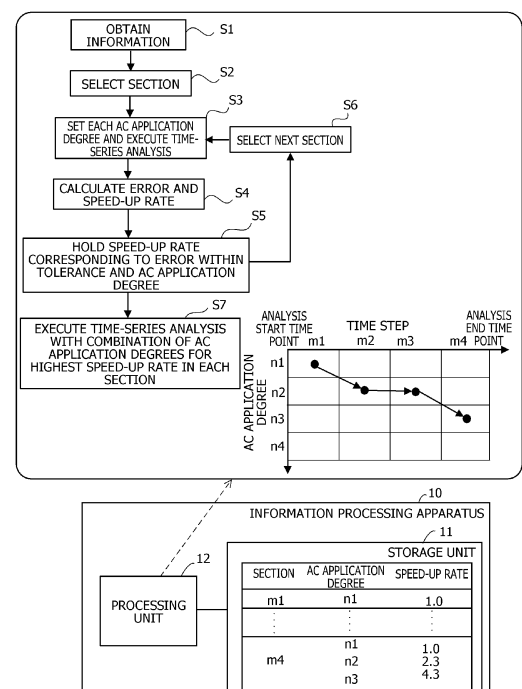 OBTAIN
INFORMATION
S1
SELECT SECTION
S2
S3
SET EACH AC APPLICATION
DEGREE AND EXECUTE TIME-
SERIES ANALYSIS
S6
SELECT NEXT SECTION
CALCULATE ERROR AND
SPEED-UP RATE
S4
S5
HOLD SPEED-UP RATE
CORRESPONDING TO ERROR WITHIN
TOLERANCE AND AC APPLICATION
DEGREE
S7
EXECUTE TIME-SERIES ANALYSIS
WITH COMBINATION OF AC
APPLICATION DEGREES FOR
HIGHEST SPEED-UP RATE IN EACH
SECTION
ANALYSIS
START TIME
POINT
TIME STEP
ANALYSIS
END TIME
POINT
m1 m2 m3 m4
AC APPLICATION
DEGREE
n1
n2
n3
n4
10
INFORMATION PROCESSING APPARATUS
11
STORAGE UNIT
12
PROCESSING
UNIT
SECTION AC APPLICATION DEGREE SPEED-UP RATE
m1 n1 1.0
n1 1.0
m4 n2 2.3
n3 4.3